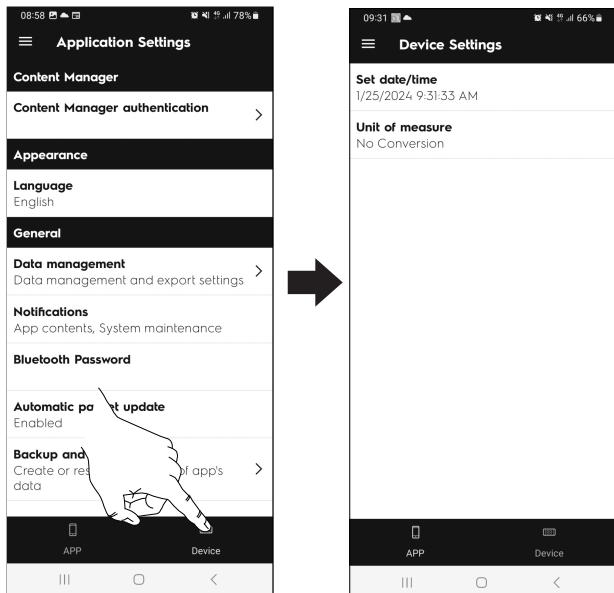 08:58 4G 78%
Application Settings
Content Manager
Content Manager authentication
Appearance
Language
English
General
Data management
Data management and export settings
Notifications
App contents, System maintenance
Bluetooth Password
Automatic et update
Enabled
Backup and
Create or of app's
data
APP Device
09:31 4G 66%
Device Settings
Set date/time
1/25/2024 9:31:33 AM
Unit of measure
No Conversion
APP Device